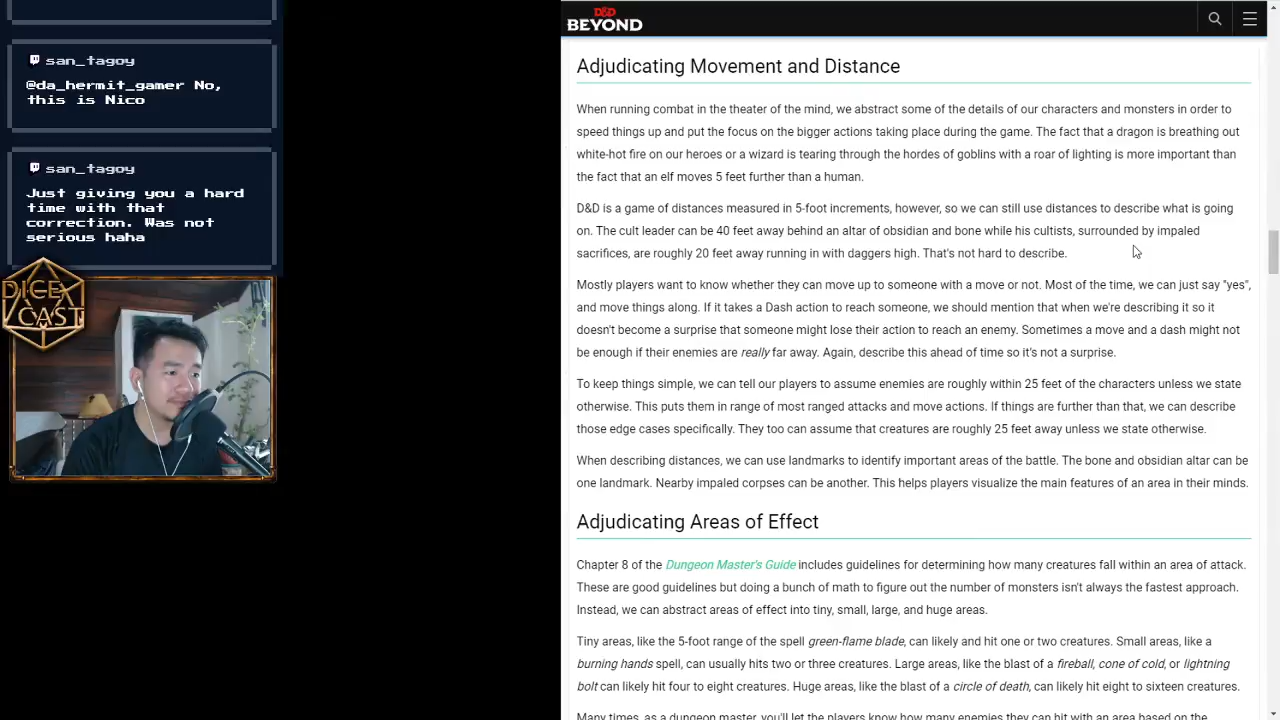 san_tagoy
@da_hermit_gamer No,
this is Nico
san_tagoy
Just giving you a hard
time with that
correction. Was not
serious haha
DICE
CAST
D&D
BEYOND
Adjudicating Movement and Distance
When running combat in the theater of the mind, we abstract some of the details of our characters and monsters in order to
speed things up and put the focus on the bigger actions taking place during the game. The fact that a dragon is breathing out
white-hot fire on our heroes or a wizard is tearing through the hordes of goblins with a roar of lighting is more important than
the fact that an elf moves 5 feet further than a human.
D&D is a game of distances measured in 5-foot increments, however, so we can still use distances to describe what is going
on. The cult leader can be 40 feet away behind an altar of obsidian and bone while his cultists, surrounded by impaled
sacrifices, are roughly 20 feet away running in with daggers high. That's not hard to describe.
Mostly players want to know whether they can move up to someone with a move or not. Most of the time, we can just say "yes",
and move things along. If it takes a Dash action to reach someone, we should mention that when we're describing it so it
doesn't become a surprise that someone might lose their action to reach an enemy. Sometimes a move and a dash might not
be enough if their enemies are really far away. Again, describe this ahead of time so it's not a surprise.
To keep things simple, we can tell our players to assume enemies are roughly within 25 feet of the characters unless we state
otherwise. This puts them in range of most ranged attacks and move actions. If things are further than that, we can describe
those edge cases specifically. They too can assume that creatures are roughly 25 feet away unless we state otherwise.
When describing distances, we can use landmarks to identify important areas of the battle. The bone and obsidian altar can be
one landmark. Nearby impaled corpses can be another. This helps players visualize the main features of an area in their minds.
Adjudicating Areas of Effect
Chapter 8 of the Dungeon Master's Guide includes guidelines for determining how many creatures fall within an area of attack.
These are good guidelines but doing a bunch of math to figure out the number of monsters isn't always the fastest approach.
Instead, we can abstract areas of effect into tiny, small, large, and huge areas.
Tiny areas, like the 5-foot range of the spell green-flame blade, can likely and hit one or two creatures. Small areas, like a
burning hands spell, can usually hits two or three creatures. Large areas, like the blast of a fireball, cone of cold, or lightning
bolt can likely hit four to eight creatures. Huge areas, like the blast of a circle of death, can likely hit eight to sixteen creatures.
Many times, as a dungeon master, you'll let the players know how many enemies they can hit with an area based on the